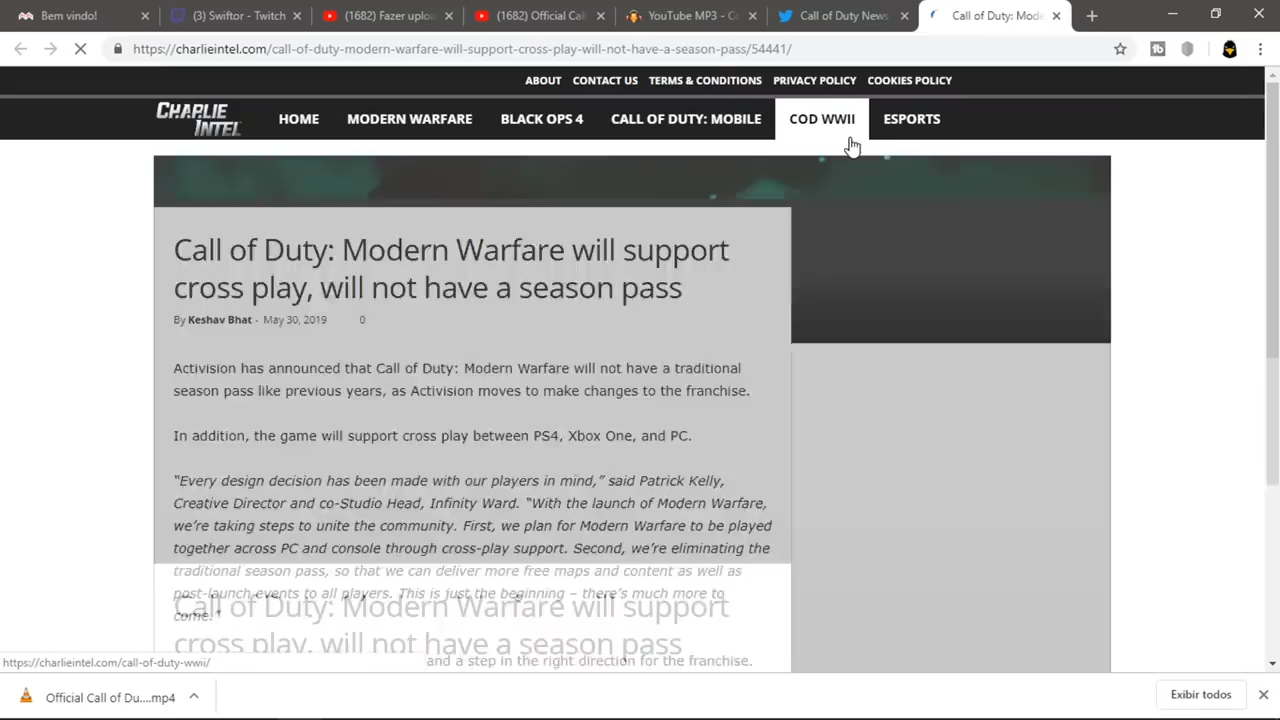 Bem vindo!
(3) Swiftor - Twitch
(1682) Fazer uplo
(1682) Official Cal
YouTube MP3 - Co
Call of Duty News
Call of Duty: Mode
https://charlieintel.com/call-of-duty-modern-warfare-will-support-cross-play-will-not-have-a-season-pass/54441/
ABOUT CONTACT US TERMS & CONDITIONS PRIVACY POLICY COOKIES POLICY
CHARLIE INTEL
HOME MODERN WARFARE BLACK OPS 4 CALL OF DUTY: MOBILE COD WWII ESPORTS
Call of Duty: Modern Warfare will support
cross play, will not have a season pass
By Keshav Bhat - May 30, 2019 0
Activision has announced that Call of Duty: Modern Warfare will not have a traditional
season pass like previous years, as Activision moves to make changes to the franchise.
In addition, the game will support cross play between PS4, Xbox One, and PC.
“Every design decision has been made with our players in mind,” said Patrick Kelly,
Creative Director and co-Studio Head, Infinity Ward. “With the launch of Modern Warfare,
we’re taking steps to unite the community. First, we plan for Modern Warfare to be played
together across PC and console through cross-play support. Second, we’re eliminating the
traditional season pass, so that we can deliver more free maps and content as well as
post-launch events to all players. This is just the beginning – there’s much more to
come.”
Call of Duty: Modern Warfare will support
cross play, will not have a season pass
and a step in the right direction for the franchise.
https://charlieintel.com/call-of-duty-wwii/
Official Call of Du....mp4
Exibir todos